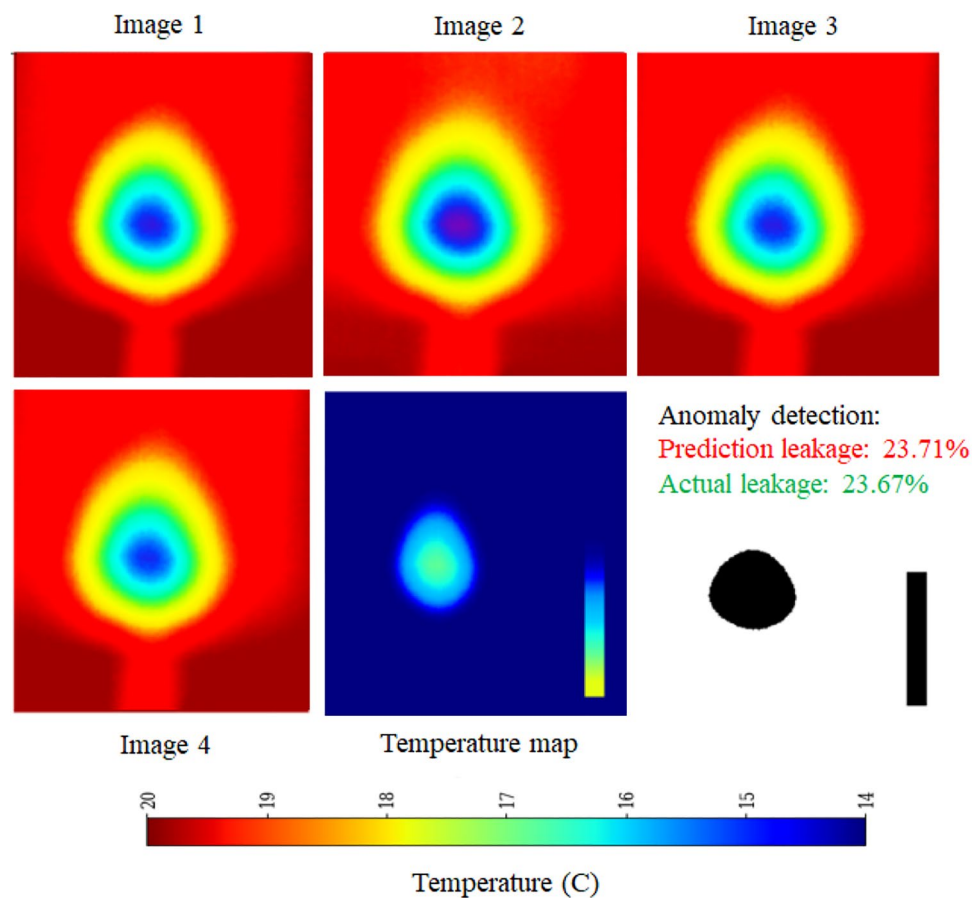 Image 1
Image 2
Image 3
Anomaly detection:
Prediction leakage: 23.71%
Actual leakage: 23.67%
Image 4
Temperature map
20
19
18
17
16
15
14
Temperature (C)